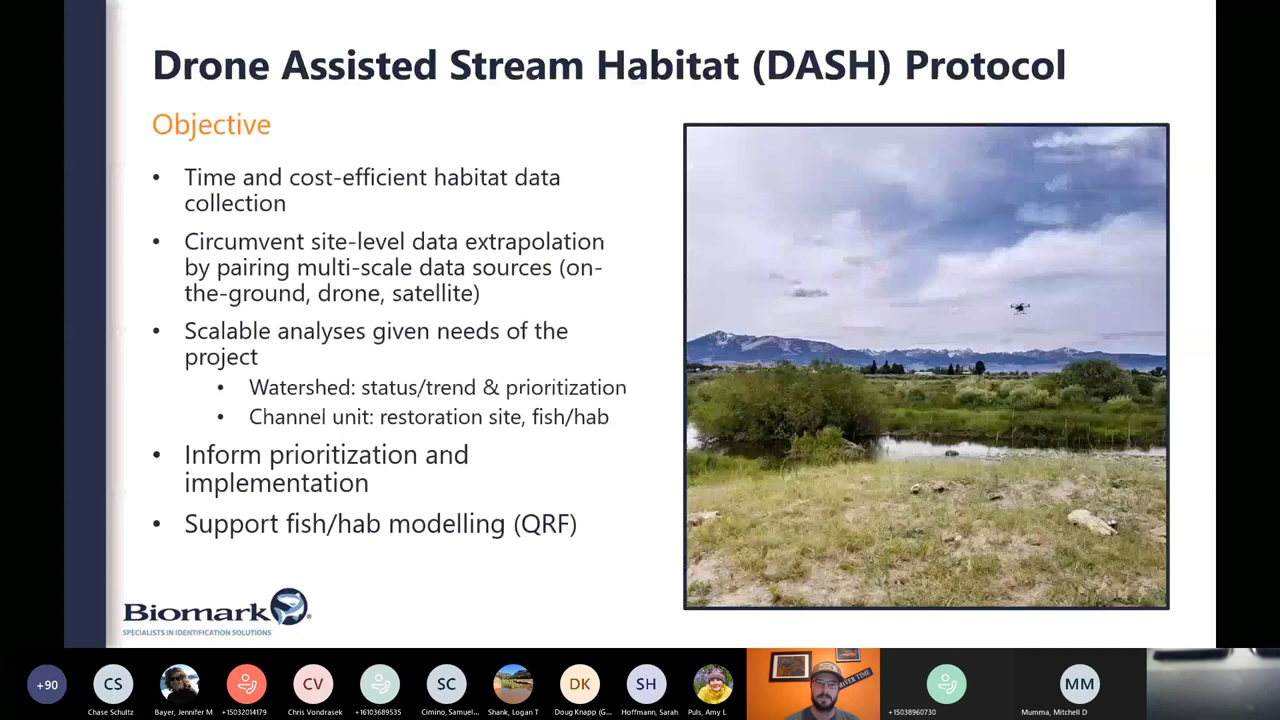 Drone Assisted Stream Habitat (DASH) Protocol
Objective
• Time and cost-efficient habitat data
collection
• Circumvent site-level data extrapolation
by pairing multi-scale data sources (on-
the-ground, drone, satellite)
• Scalable analyses given needs of the
project
• Watershed: status/trend & prioritization
• Channel unit: restoration site, fish/hab
• Inform prioritization and
implementation
• Support fish/hab modelling (QRF)
Biomark®
SPECIALISTS IN IDENTIFICATION SOLUTIONS
+90
CS
CV
SC
DK
SH
RIVER TIME
MM
Chase Schultz
Bayer, Jennifer M
+15032014179
Chris Vondrasek
+16103689535
Cimino, Samuel...
Shank, Logan T
Doug Knapp (G...
Hoffmann, Sarah
Puls, Amy L
+15038960730
Mumma, Mitchell D